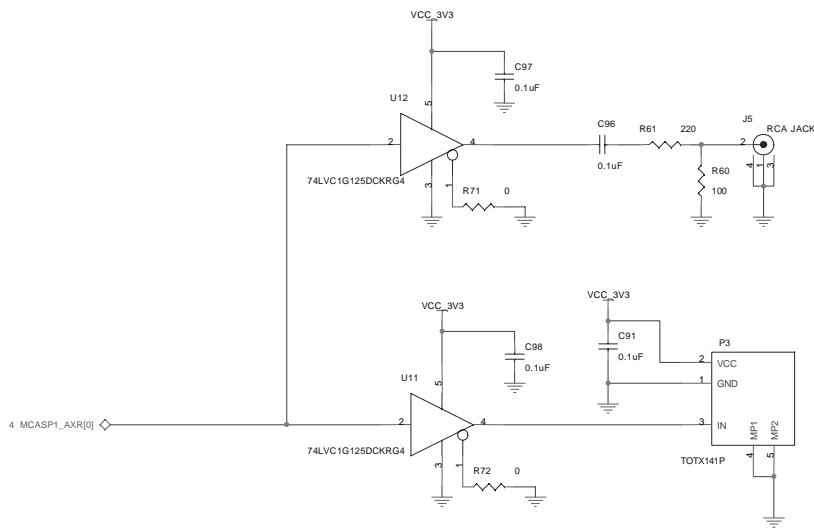 VCC_3V3
C97
0.1uF
U12
5
2
4
3
1
74LVC1G125DCKRG4
R71 0
C96
0.1uF
R61 220
J5
RCA JACK
2
4
1
3
R60
100
VCC_3V3
C98
0.1uF
U11
5
2
4
3
1
74LVC1G125DCKRG4
R72 0
4 MCASP1_AXR[0]
VCC_3V3
C91
0.1uF
P3
2 VCC
1 GND
3 IN
MP1
MP2
4
5
TOTX141P